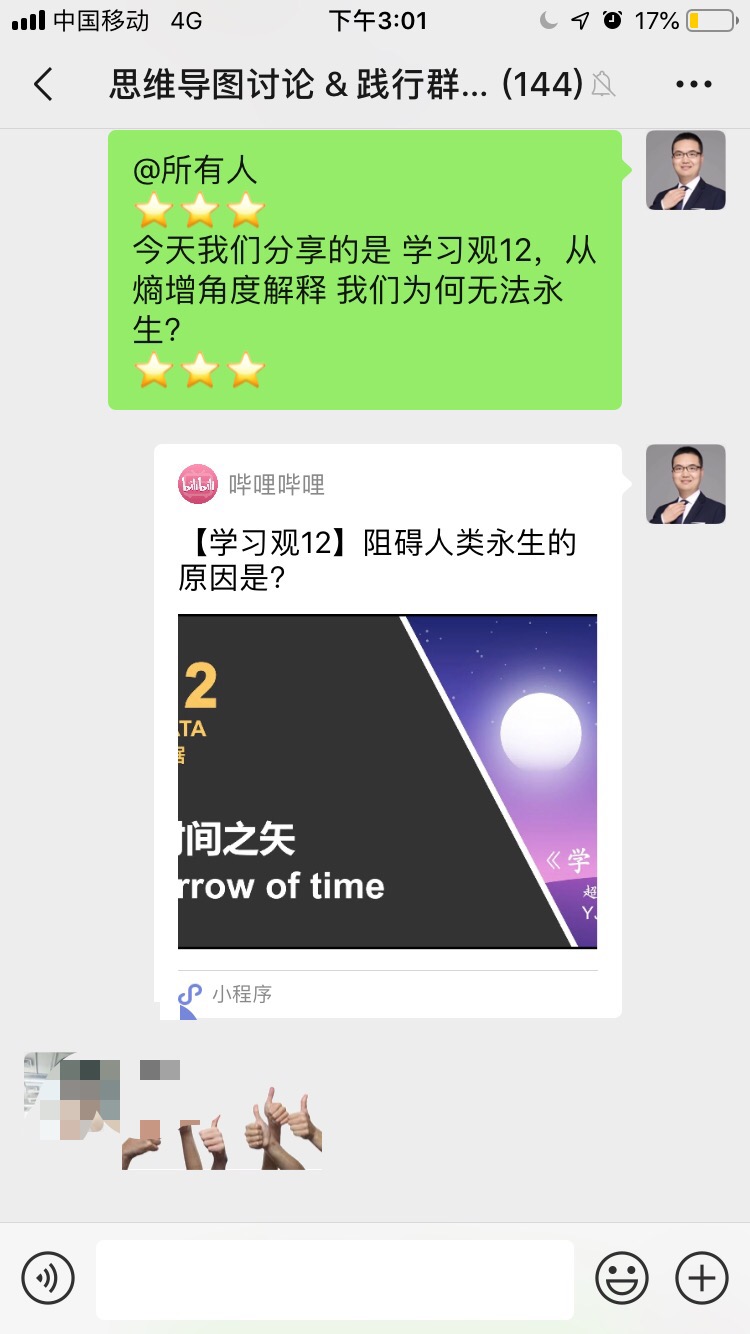 中国移动 4G 下午3:01 17%
思维导图讨论 & 践行群... (144)
@所有人
今天我们分享的是 学习观12，从
熵增角度解释 我们为何无法永
生?
bilibili 哔哩哔哩
【学习观12】阻碍人类永生的
原因是?
2
TA
据
时间之矢
rrow of time
《学
超
YJ
小程序